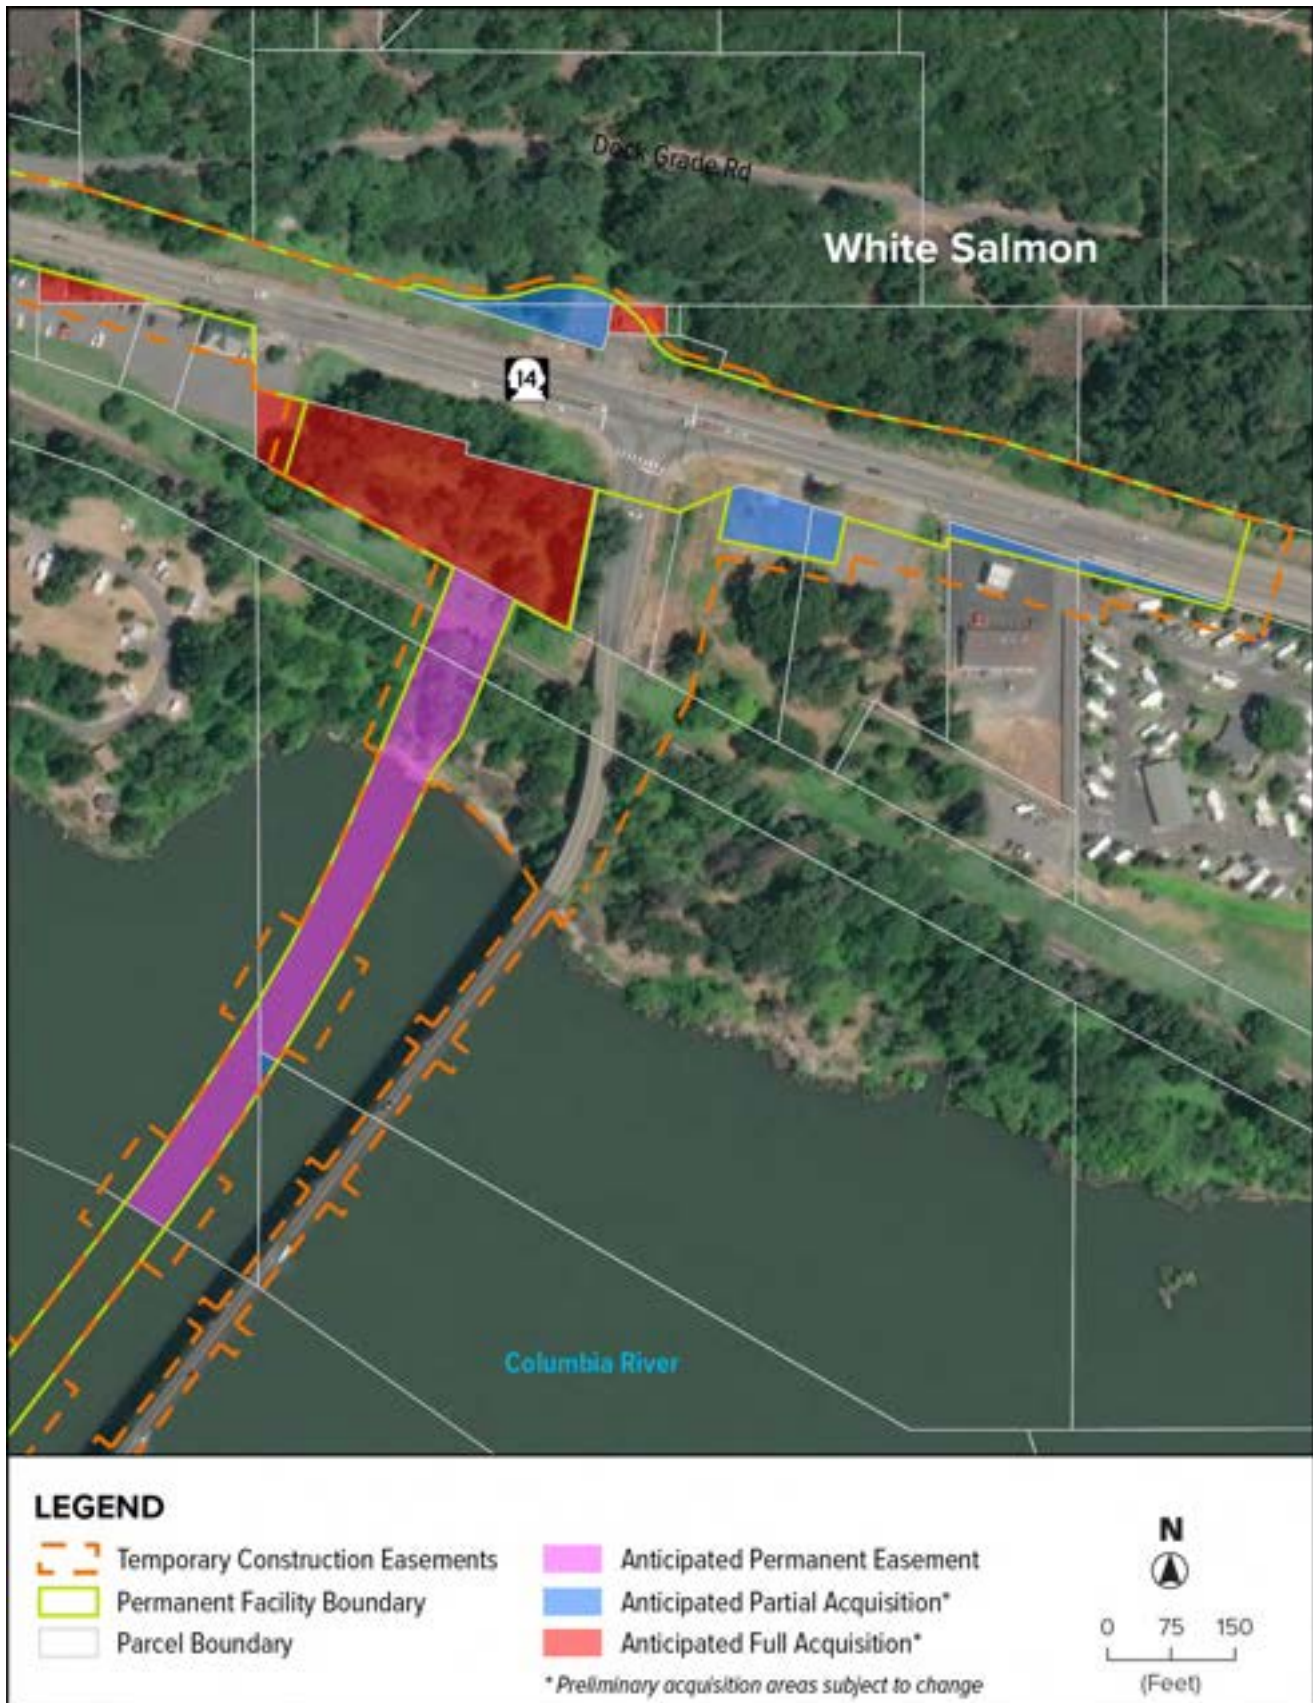 Dock Grade Rd
White Salmon
14
Columbia River
LEGEND
Temporary Construction Easements
Permanent Facility Boundary
Parcel Boundary
Anticipated Permanent Easement
Anticipated Partial Acquisition*
Anticipated Full Acquisition*
* Preliminary acquisition areas subject to change
N
0 75 150
(Feet)